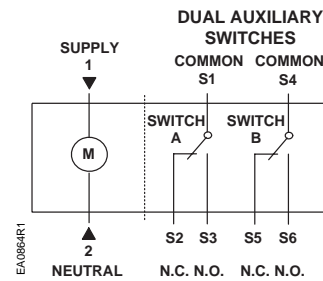 DUAL AUXILIARY
SWITCHES
SUPPLY
1
COMMON COMMON
S1 S4
SWITCH
A
SWITCH
B
M
2
NEUTRAL
S2 S3 S5 S6
N.C. N.O. N.C. N.O.
EA0864R1